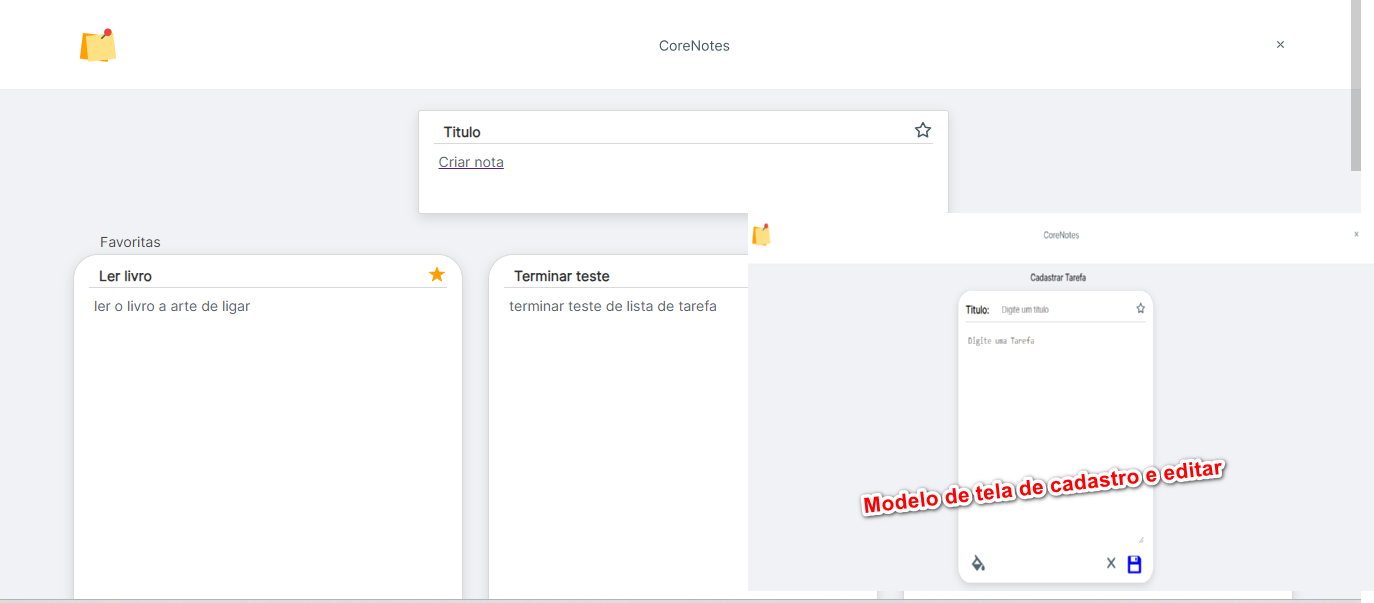 CoreNotes
×
Titulo
Criar nota
Favoritas
Ler livro
ler o livro a arte de ligar
Terminar teste
terminar teste de lista de tarefa
CoreNotes
×
Cadastrar Tarefa
Titulo: Digite um titulo
Digite uma Tarefa
Modelo de tela de cadastro e editar
X